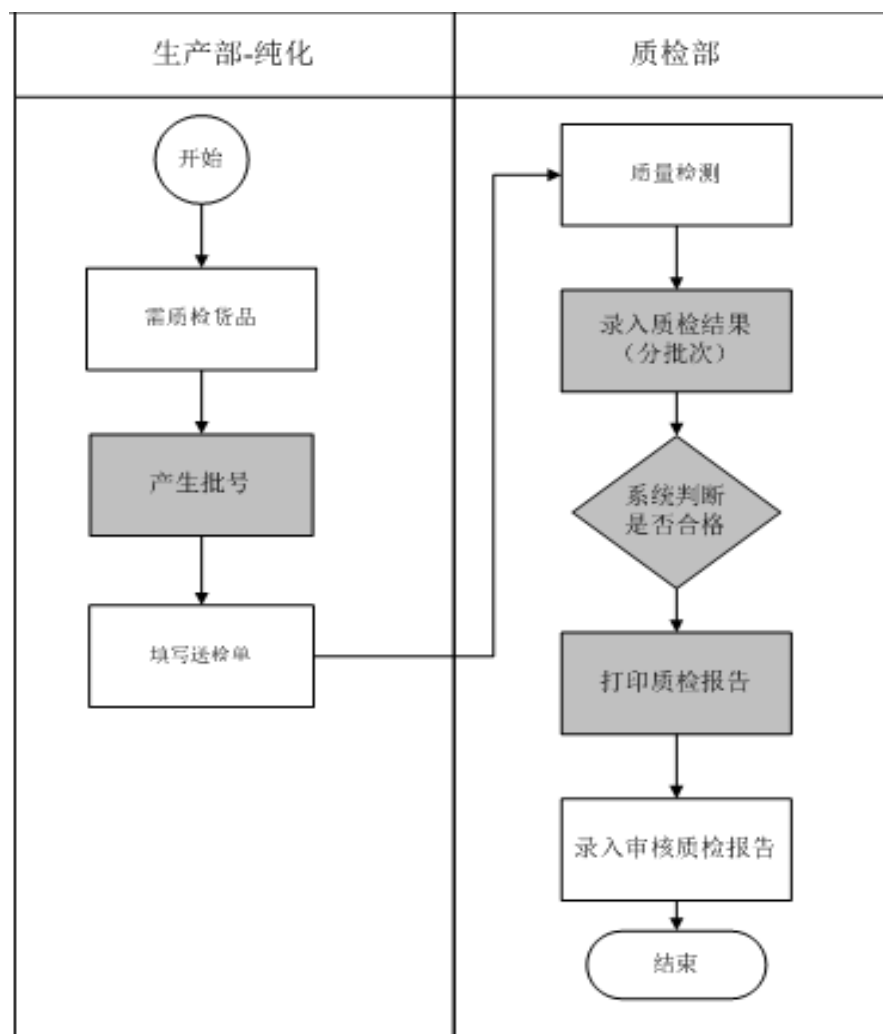 生产部-纯化
质检部
开始
需质检货品
产生批号
填写送检单
质量检测
录入质检结果
（分批次）
系统判断
是否合格
打印质检报告
录入审核质检报告
结束